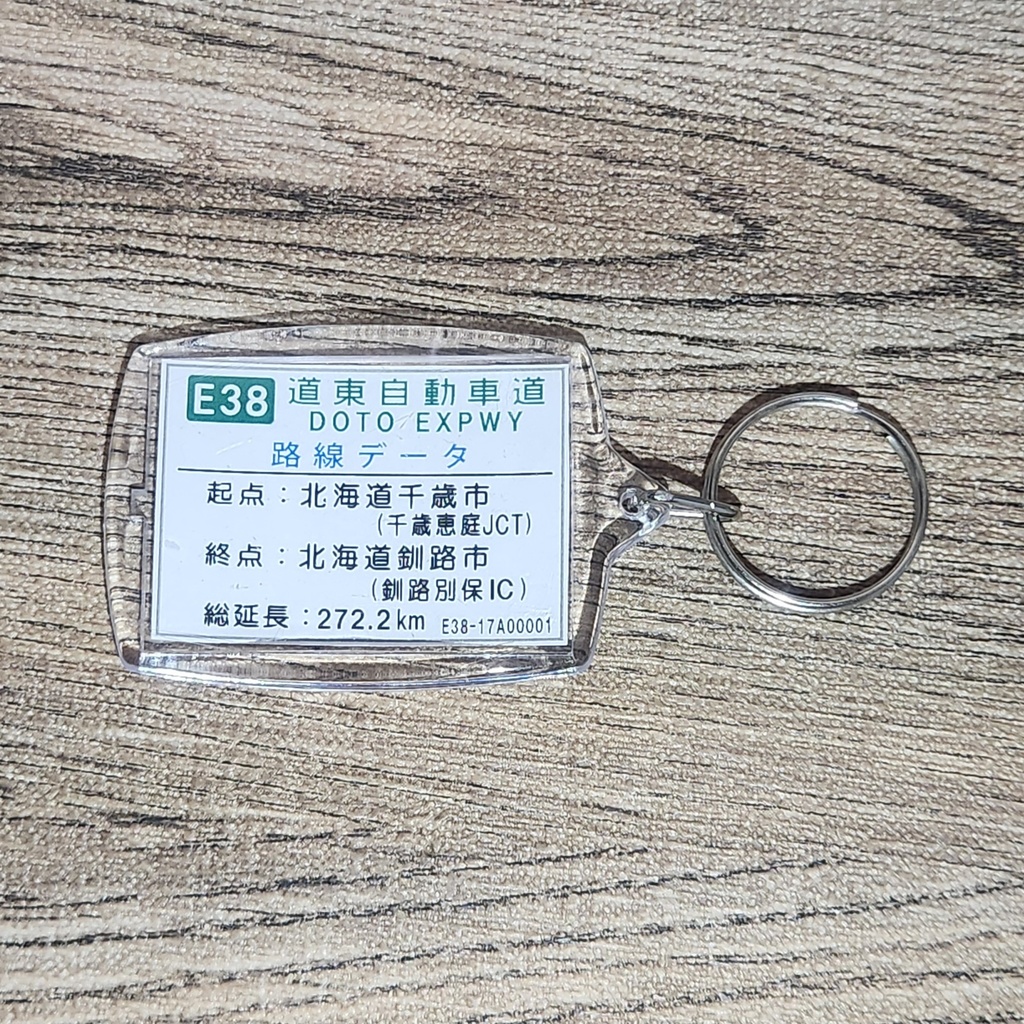 E38 道東自動車道
DOTO EXPWY
路線データ
起点：北海道千歳市
(千歳恵庭JCT)
終点：北海道釧路市
(釧路別保IC)
総延長：272.2km E38-17A00001